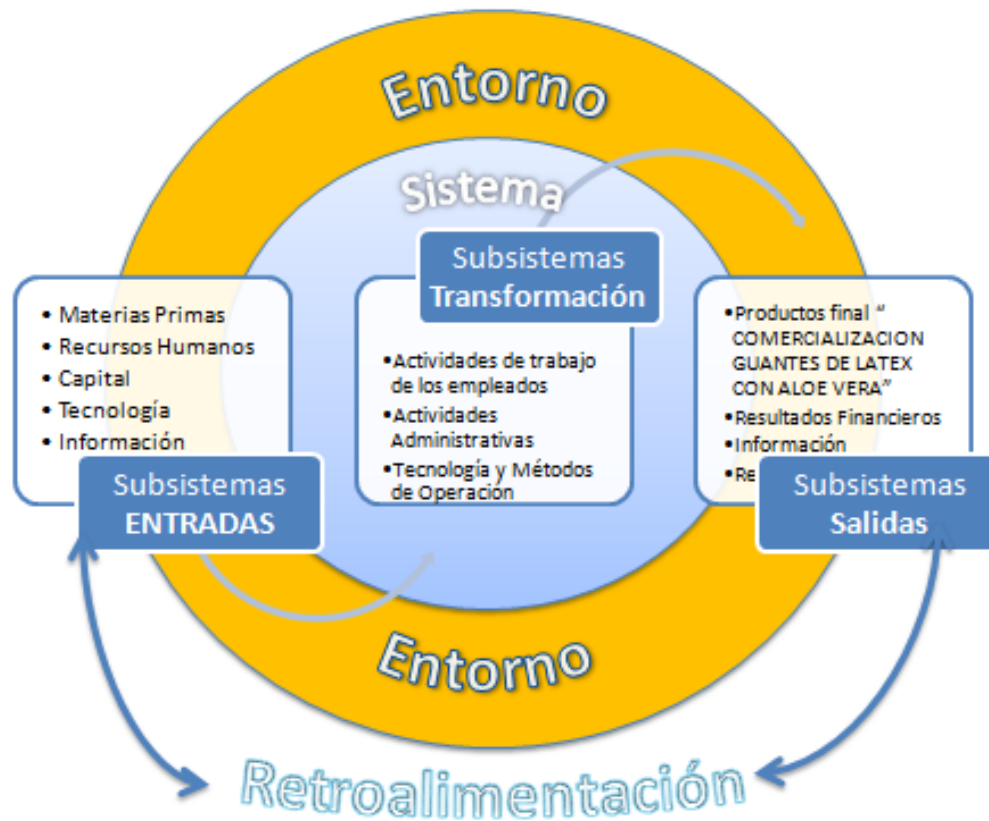 Entorno
Sistema
Subsistemas
Transformación
• Materias Primas
• Recursos Humanos
• Capital
• Tecnología
• Información
Subsistemas
ENTRADAS
•Actividades de trabajo
de los empleados
•Actividades
Administrativas
•Tecnología y Métodos
de Operación
•Productos final “
COMERCIALIZACION
GUANTES DE LATEX
CON ALOE VERA”
•Resultados Financieros
•Información
Subsistemas
Salidas
Entorno
Retroalimentación